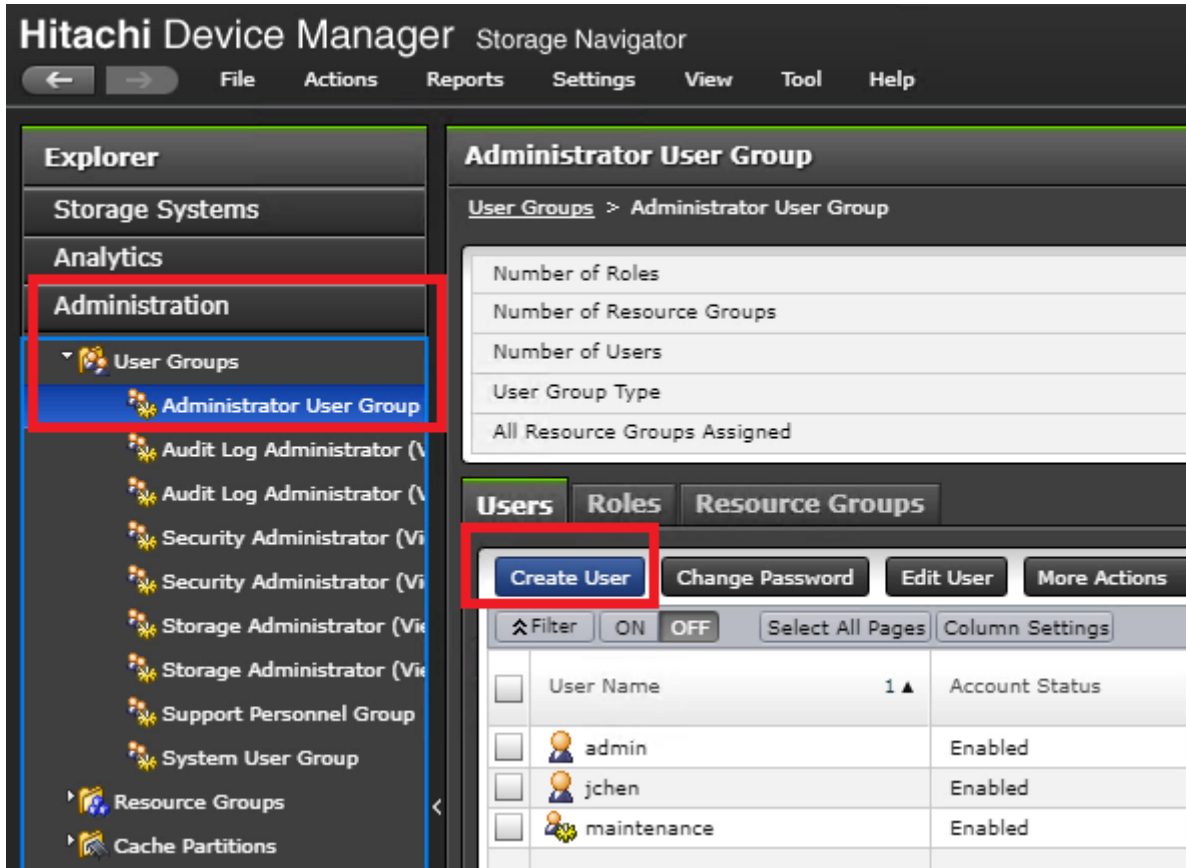 Hitachi Device Manager Storage Navigator
← → File Actions Reports Settings View Tool Help
Explorer
Storage Systems
Analytics
Administration
User Groups
Administrator User Group
Audit Log Administrator (V
Audit Log Administrator (V
Security Administrator (Vi
Security Administrator (Vi
Storage Administrator (Vie
Storage Administrator (Vie
Support Personnel Group
System User Group
Resource Groups
Cache Partitions
Administrator User Group
User Groups > Administrator User Group
Number of Roles
Number of Resource Groups
Number of Users
User Group Type
All Resource Groups Assigned
Users Roles Resource Groups
Create User Change Password Edit User More Actions
Filter ON OFF Select All Pages Column Settings
User Name 1 ▲ Account Status
admin Enabled
jchen Enabled
maintenance Enabled